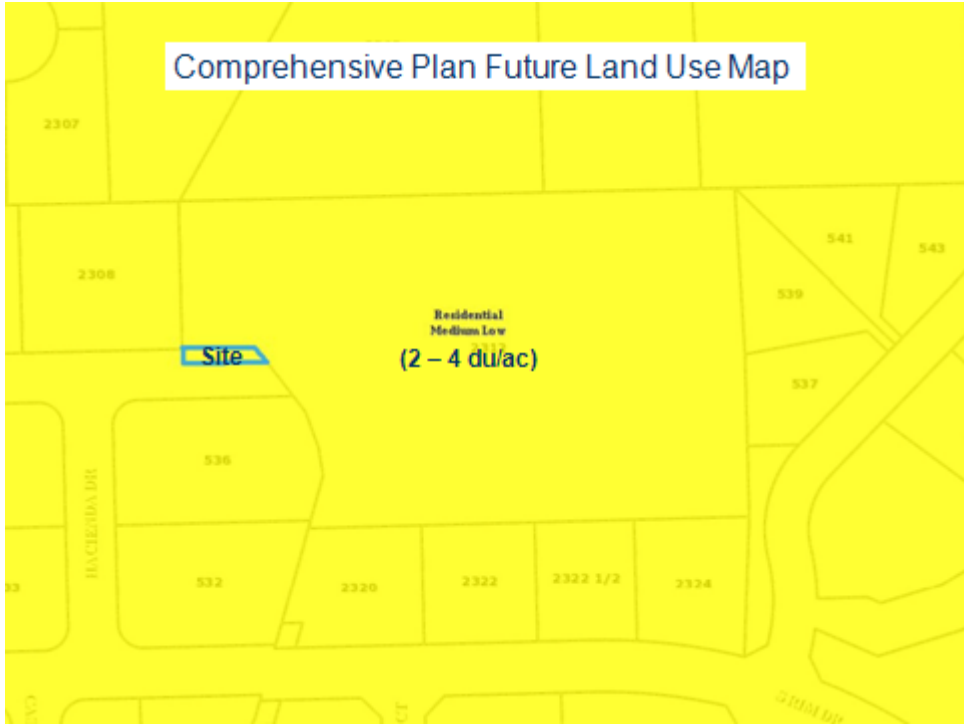 Comprehensive Plan Future Land Use Map
2307
541
543
2308
539
Residential
Medium Low
Site
(2 – 4 du/ac)
537
536
HACIENDA DR
532
2320
2322
2322 1/2
2324
CT